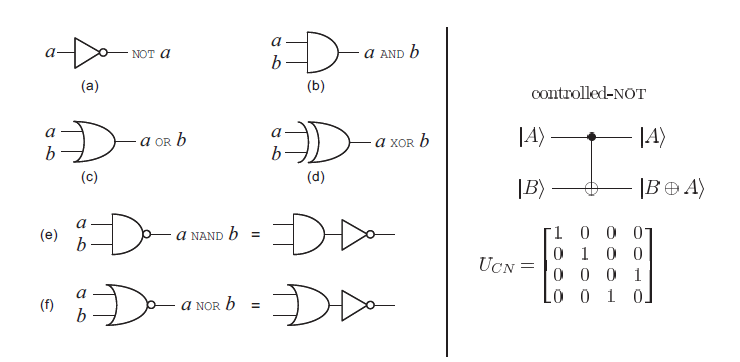 a NOT a
(a)
a b a AND b
(b)
a b a OR b
(c)
a b a XOR b
(d)
(e) a b a NAND b =
(f) a b a NOR b =
controlled-NOT
|A⟩ |A⟩
|B⟩ |B ⊕ A⟩
U_CN =
1 0 0 0
0 1 0 0
0 0 0 1
0 0 1 0